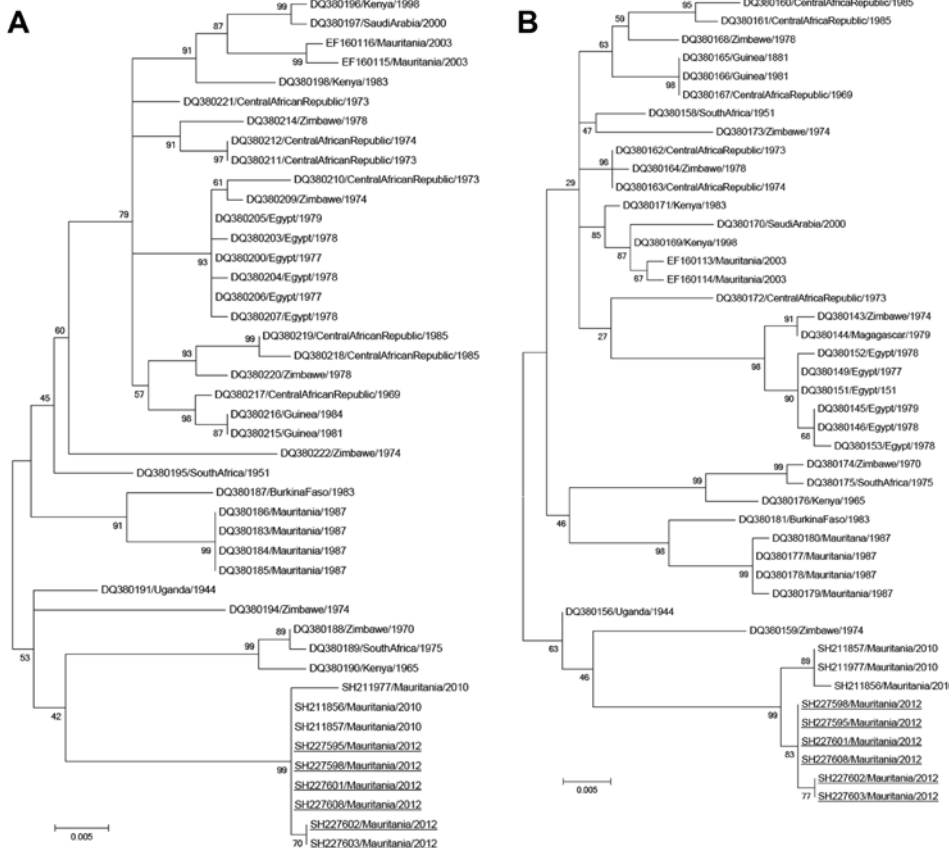 A
99
DQ380196/Kenya/1998
87
DQ380197/SaudiArabia/2000
91
EF160116/Mauritania/2003
99
EF160115/Mauritania/2003
DQ380198/Kenya/1983
DQ380221/CentralAfricanRepublic/1973
DQ380214/Zimbabwe/1978
91
DQ380212/CentralAfricanRepublic/1974
97
DQ380211/CentralAfricanRepublic/1973
61
DQ380210/CentralAfricanRepublic/1973
DQ380209/Zimbabwe/1974
79
DQ380205/Egypt/1979
DQ380203/Egypt/1978
93
DQ380200/Egypt/1977
DQ380204/Egypt/1978
DQ380206/Egypt/1977
DQ380207/Egypt/1978
60
99
DQ380219/CentralAfricanRepublic/1985
93
DQ380218/CentralAfricanRepublic/1985
DQ380220/Zimbabwe/1978
57
DQ380217/CentralAfricanRepublic/1969
45
98
DQ380216/Guinea/1984
87
DQ380215/Guinea/1981
DQ380222/Zimbabwe/1974
DQ380195/SouthAfrica/1951
DQ380187/BurkinaFaso/1983
91
DQ380186/Mauritania/1987
DQ380183/Mauritania/1987
99
DQ380184/Mauritania/1987
DQ380185/Mauritania/1987
DQ380191/Uganda/1944
DQ380194/Zimbabwe/1974
53
89
DQ380188/Zimbabwe/1970
99
DQ380189/SouthAfrica/1975
DQ380190/Kenya/1965
42
SH211977/Mauritania/2010
SH211856/Mauritania/2010
SH211857/Mauritania/2010
SH227595/Mauritania/2012
99
SH227598/Mauritania/2012
SH227601/Mauritania/2012
SH227608/Mauritania/2012
SH227602/Mauritania/2012
70
SH227603/Mauritania/2012
0.005
B
95
DQ380160/CentralAfricaRepublic/1985
59
DQ380161/CentralAfricaRepublic/1985
63
DQ380168/Zimbabwe/1978
DQ380165/Guinea/1881
DQ380166/Guinea/1981
98
DQ380167/CentralAfricaRepublic/1969
DQ380158/SouthAfrica/1951
47
DQ380173/Zimbabwe/1974
DQ380162/CentralAfricaRepublic/1973
96
DQ380164/Zimbabwe/1978
29
DQ380163/CentralAfricaRepublic/1974
DQ380171/Kenya/1983
85
DQ380170/SaudiArabia/2000
87
DQ380169/Kenya/1998
EF160113/Mauritania/2003
67
EF160114/Mauritania/2003
DQ380172/CentralAfricaRepublic/1973
27
91
DQ380143/Zimbabwe/1974
DQ380144/Magagascar/1979
98
DQ380152/Egypt/1978
DQ380149/Egypt/1977
90
DQ380151/Egypt/151
DQ380145/Egypt/1979
DQ380146/Egypt/1978
68
DQ380153/Egypt/1978
99
DQ380174/Zimbabwe/1970
99
DQ380175/SouthAfrica/1975
DQ380176/Kenya/1965
46
DQ380181/BurkinaFaso/1983
98
DQ380180/Mauritana/1987
DQ380177/Mauritania/1987
99
DQ380178/Mauritania/1987
DQ380179/Mauritania/1987
DQ380156/Uganda/1944
63
DQ380159/Zimbabwe/1974
46
SH211857/Mauritania/2010
89
SH211977/Mauritania/2010
SH211856/Mauritania/201
99
SH227598/Mauritania/2012
SH227595/Mauritania/2012
SH227601/Mauritania/2012
83
SH227608/Mauritania/2012
SH227602/Mauritania/2012
77
SH227603/Mauritania/2012
0.005